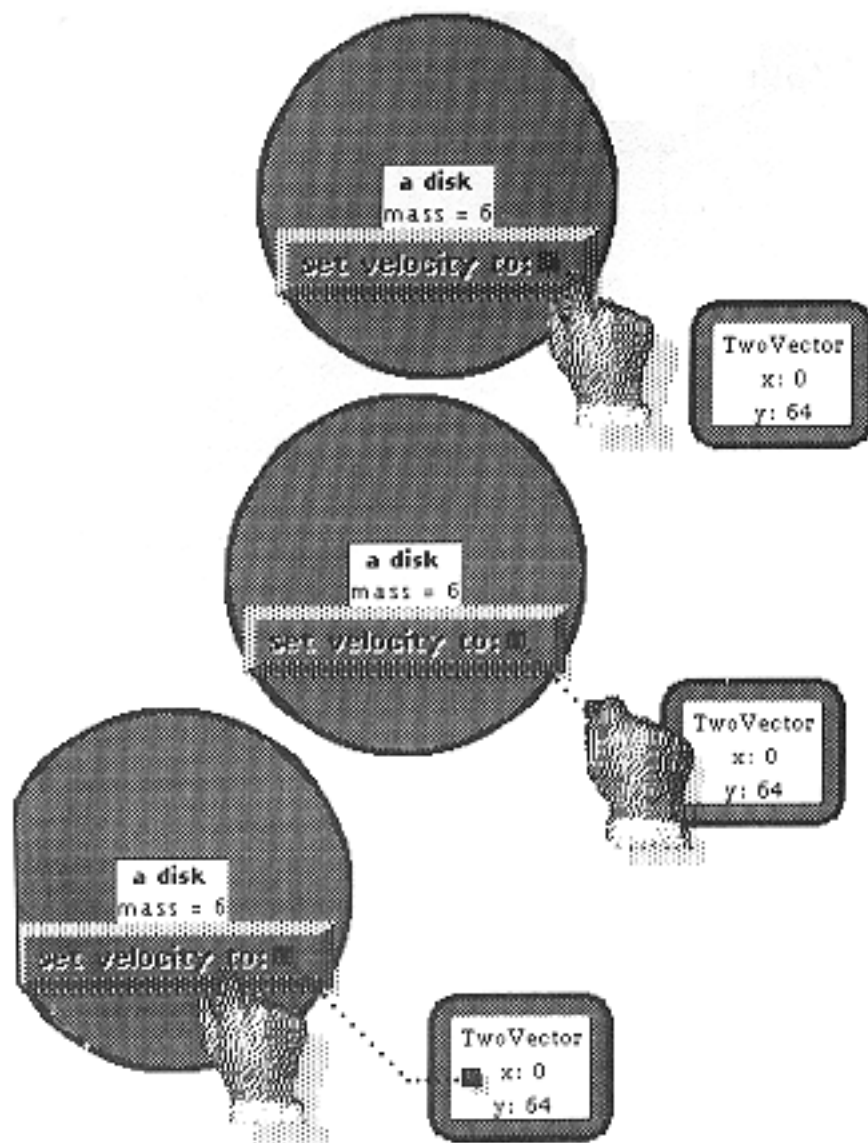 a disk
mass = 6
set velocity to:
TwoVector
x: 0
y: 64
a disk
mass = 6
set velocity to:
TwoVector
x: 0
y: 64
a disk
mass = 6
set velocity to:
TwoVector
x: 0
y: 64